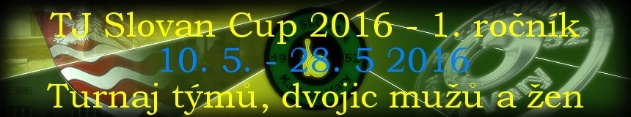 TJ Slovan Cup 2016 - 1. ročník
10. 5. - 28. 5 2016
Turnaj týmů, dvojic mužů a žen